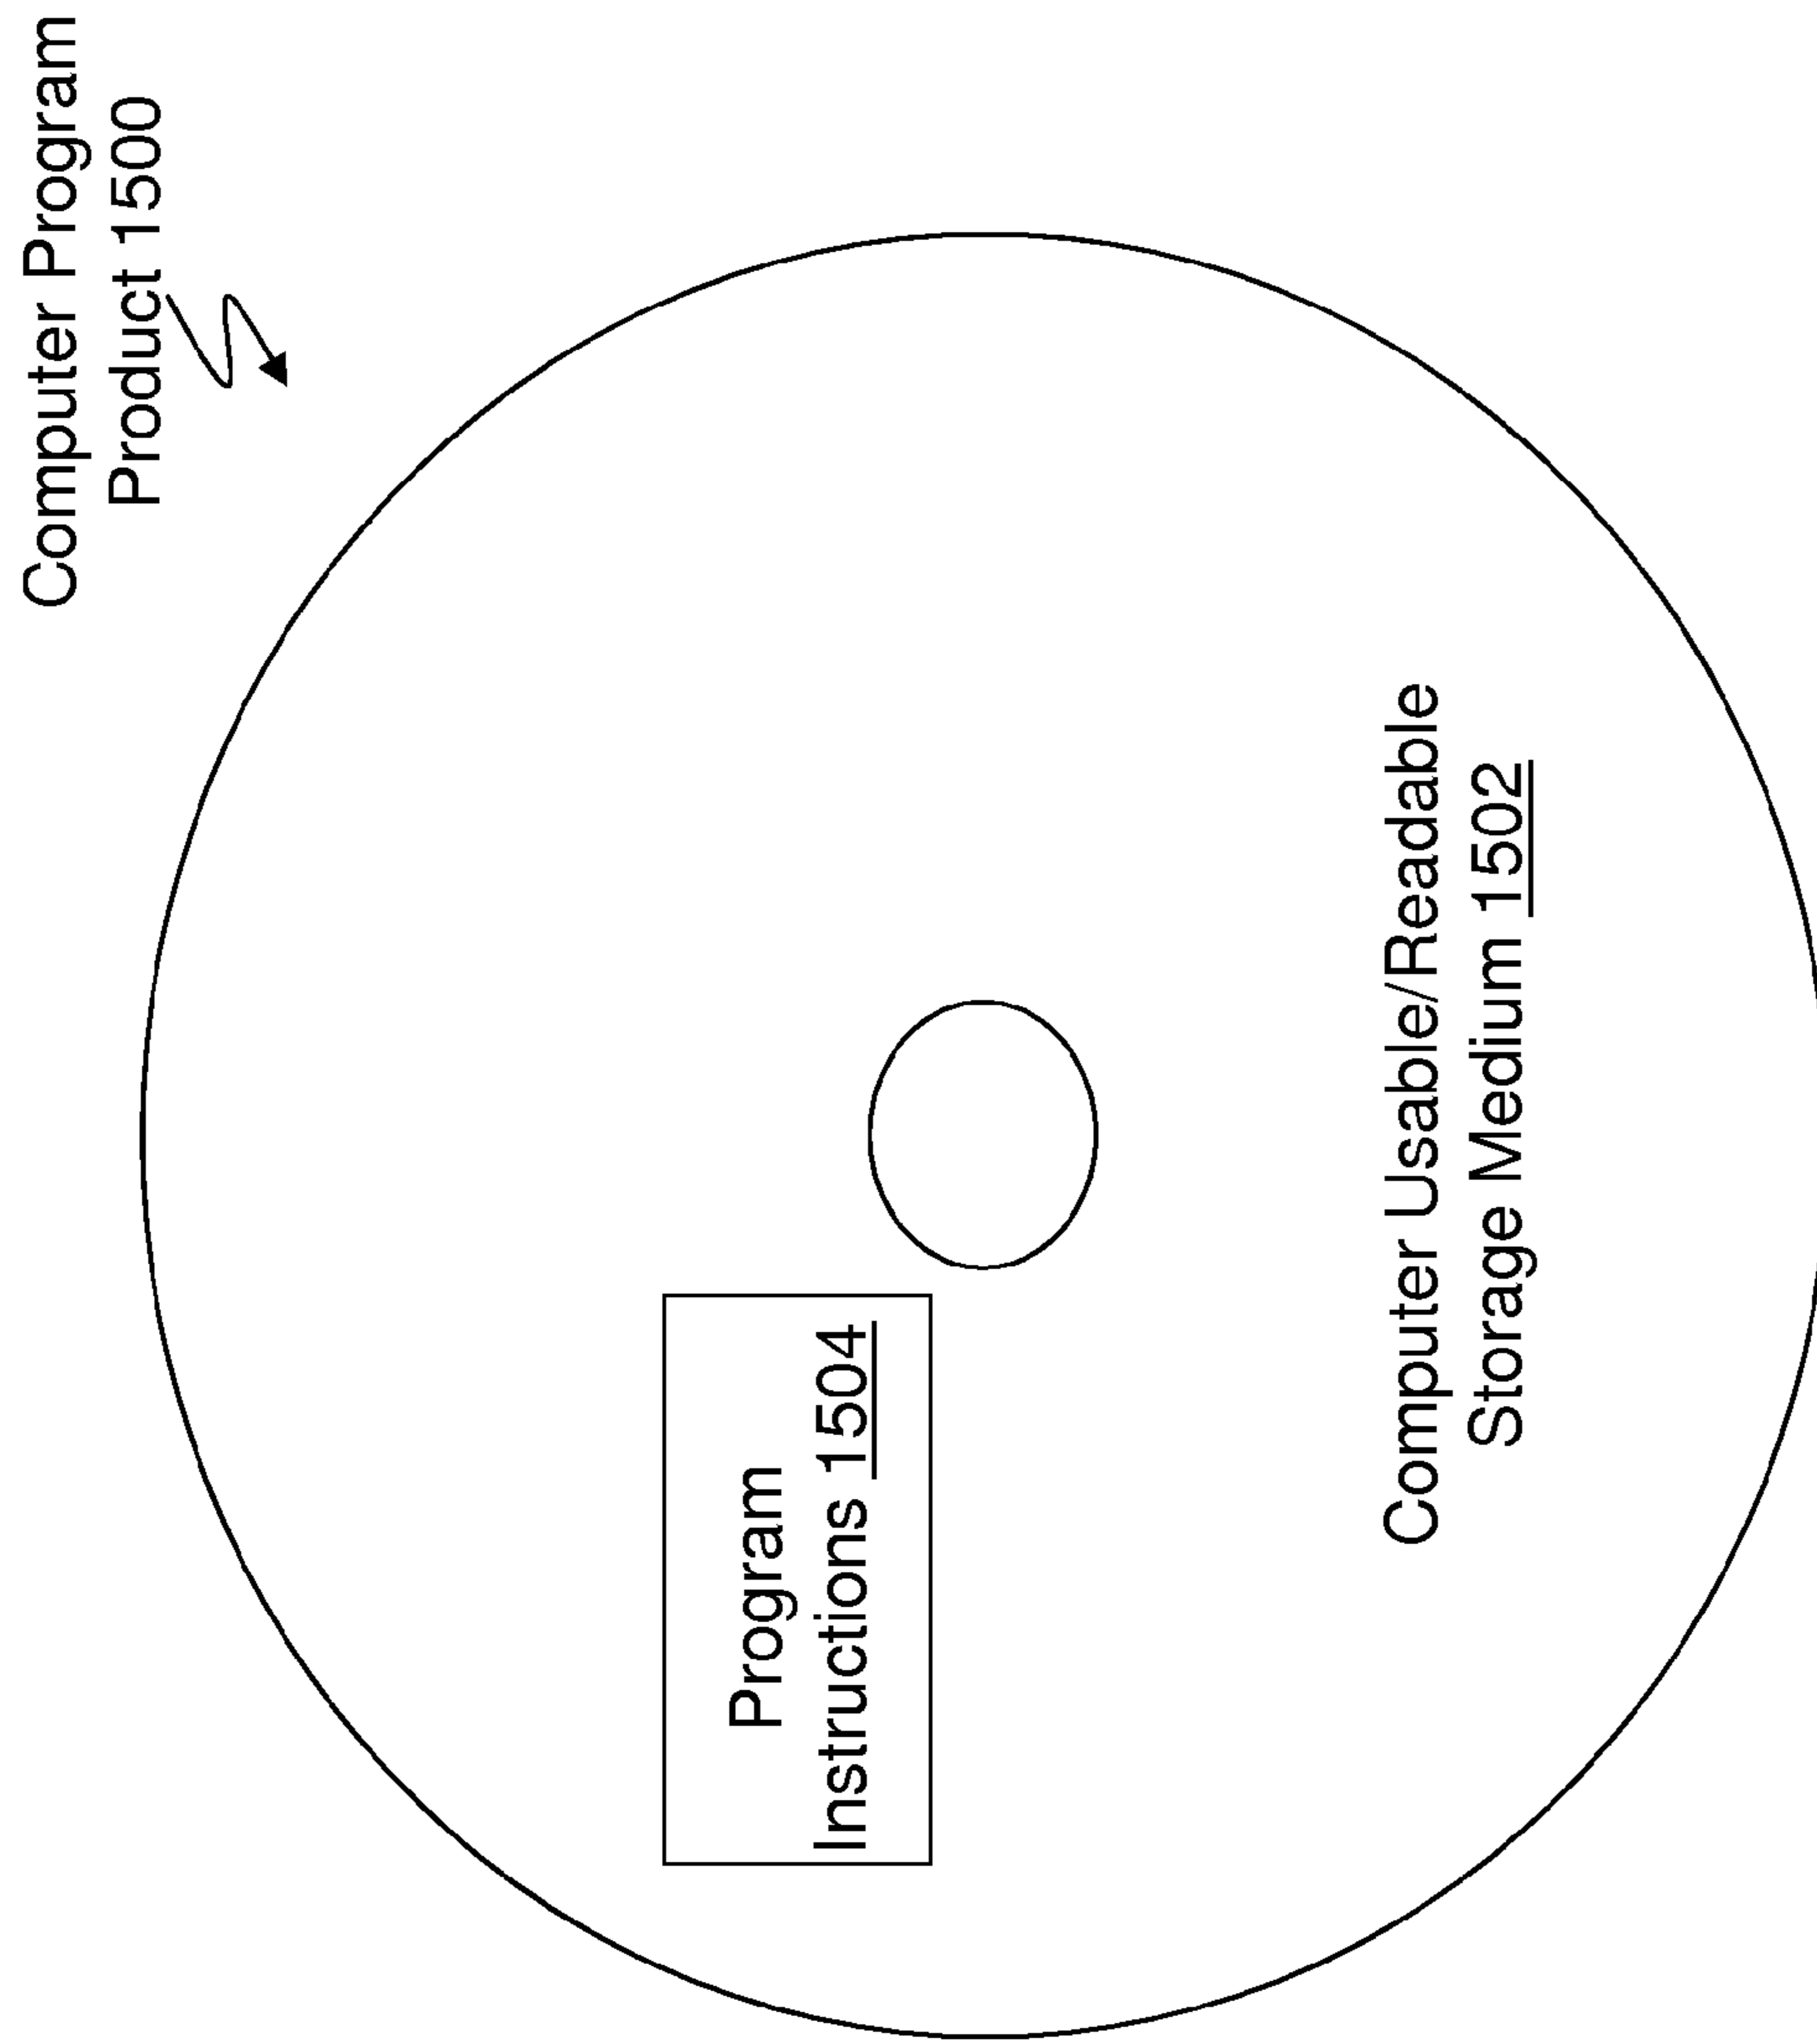 Computer Program
Product 1500
Program
Instructions 1504
Computer Usable/Readable
Storage Medium 1502